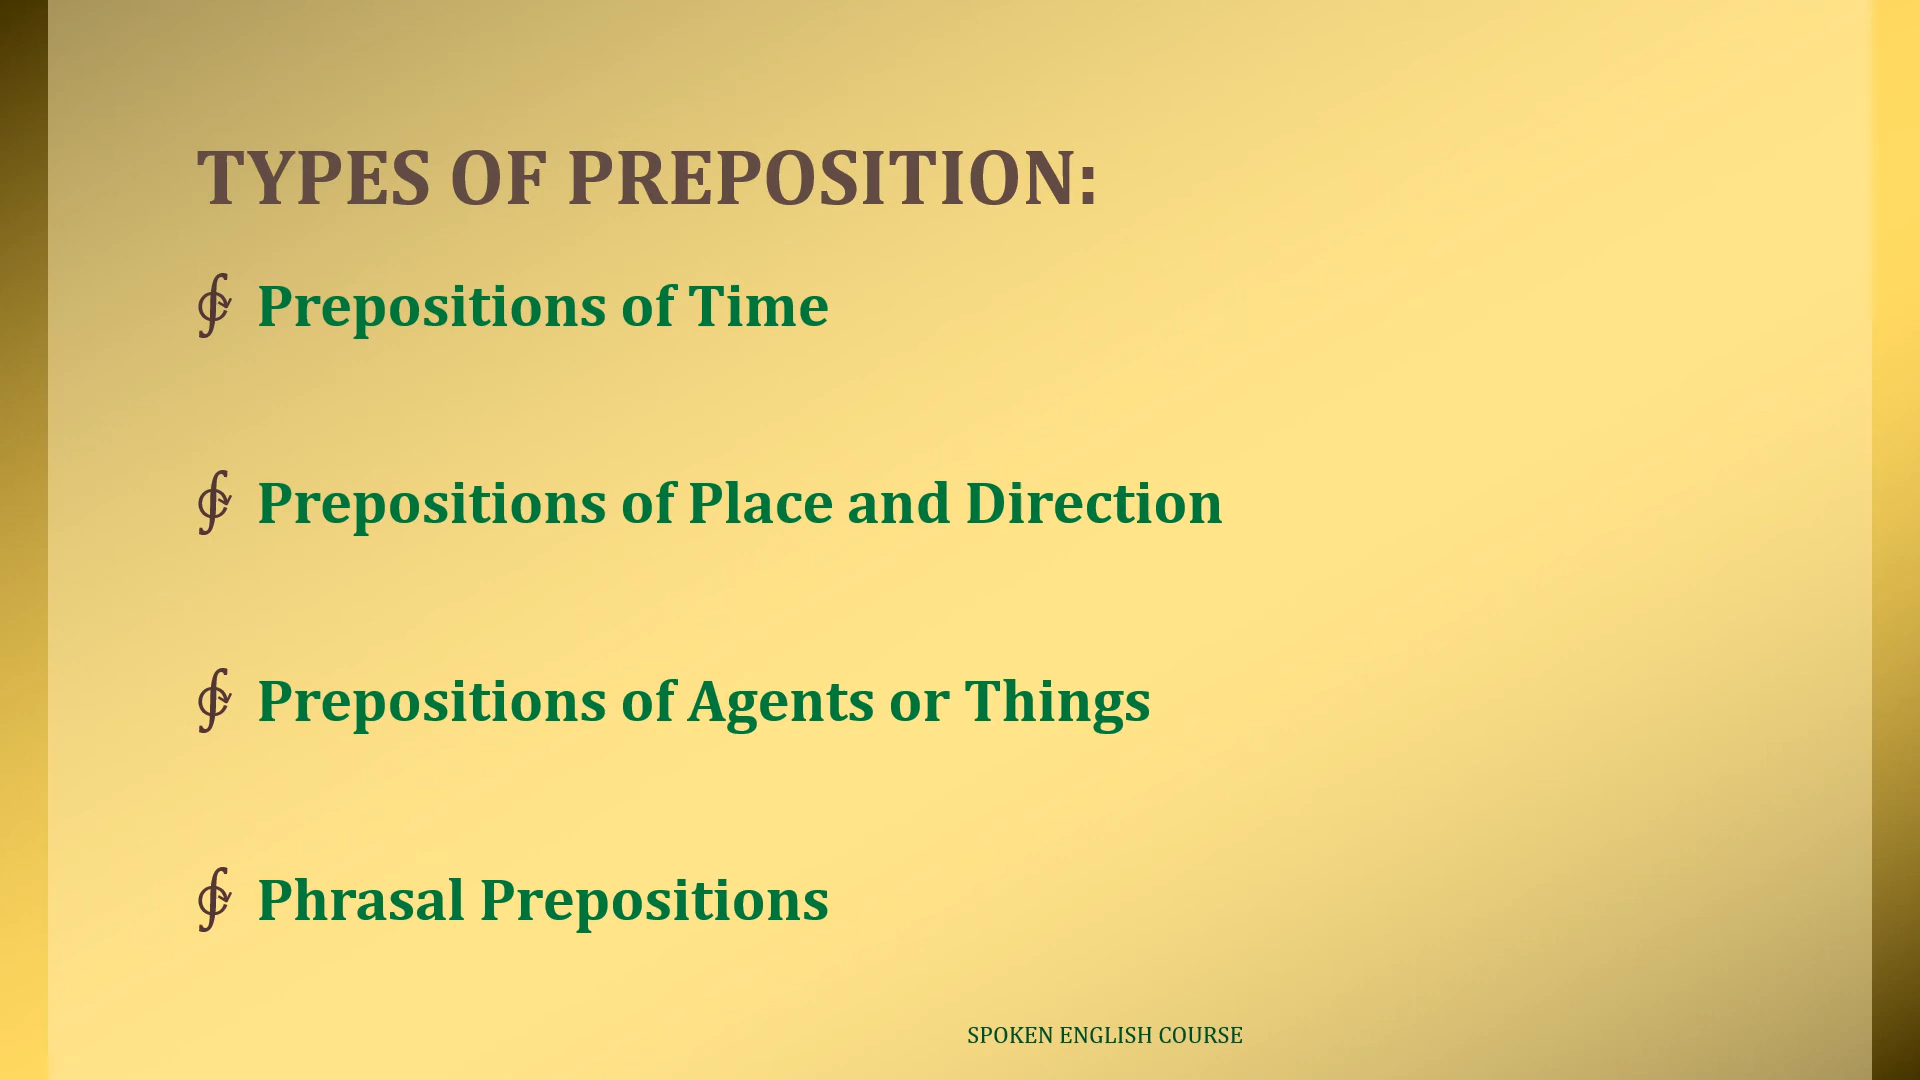 TYPES OF PREPOSITION:
∳ Prepositions of Time
∳ Prepositions of Place and Direction
∳ Prepositions of Agents or Things
∳ Phrasal Prepositions
SPOKEN ENGLISH COURSE